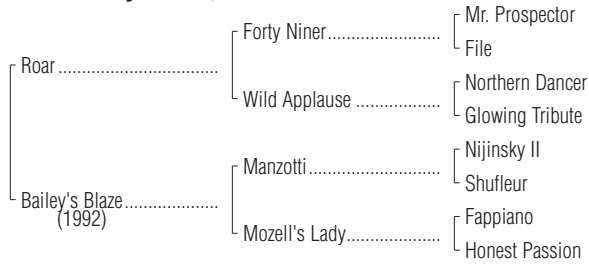 Mr. Prospector
Forty Niner
File
Roar
Northern Dancer
Wild Applause
Glowing Tribute
Nijinsky II
Manzotti
Shufleur
Bailey's Blaze
(1992)
Fappiano
Mozell's Lady
Honest Passion